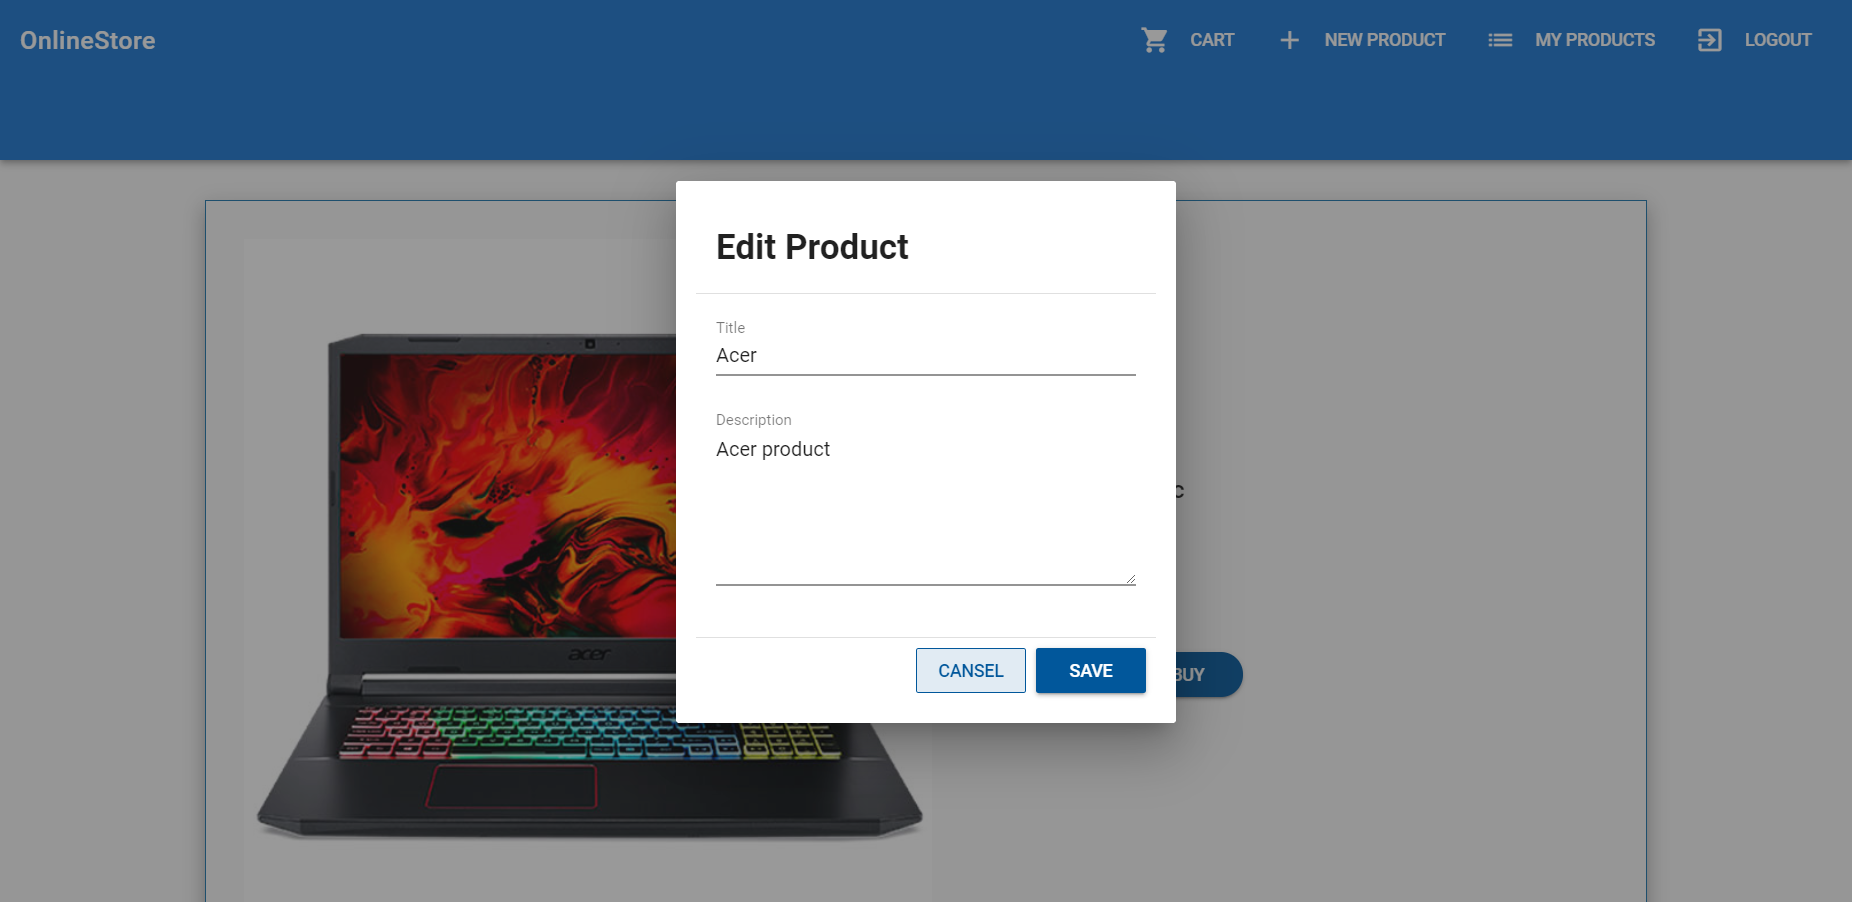 OnlineStore
CART
NEW PRODUCT
MY PRODUCTS
LOGOUT
Edit Product
Title
Acer
Description
Acer product
CANSEL
SAVE
BUY
acer